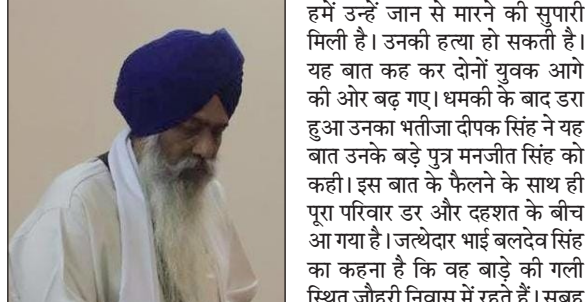 हमें उन्हें जान से मारने की सुपारी
मिली है। उनकी हत्या हो सकती है।
यह बात कह कर दोनों युवक आगे
की ओर बढ़ गए। धमकी के बाद डरा
हुआ उनका भतीजा दीपक सिंह ने यह
बात उनके बड़े पुत्र मनजीत सिंह को
कही। इस बात के फैलने के साथ ही
पूरा परिवार डर और दहशत के बीच
आ गया है। जत्थेदार भाई बलदेव सिंह
का कहना है कि वह बाड़े की गली
स्थित जौहरी निवास में रहते हैं। सुबह